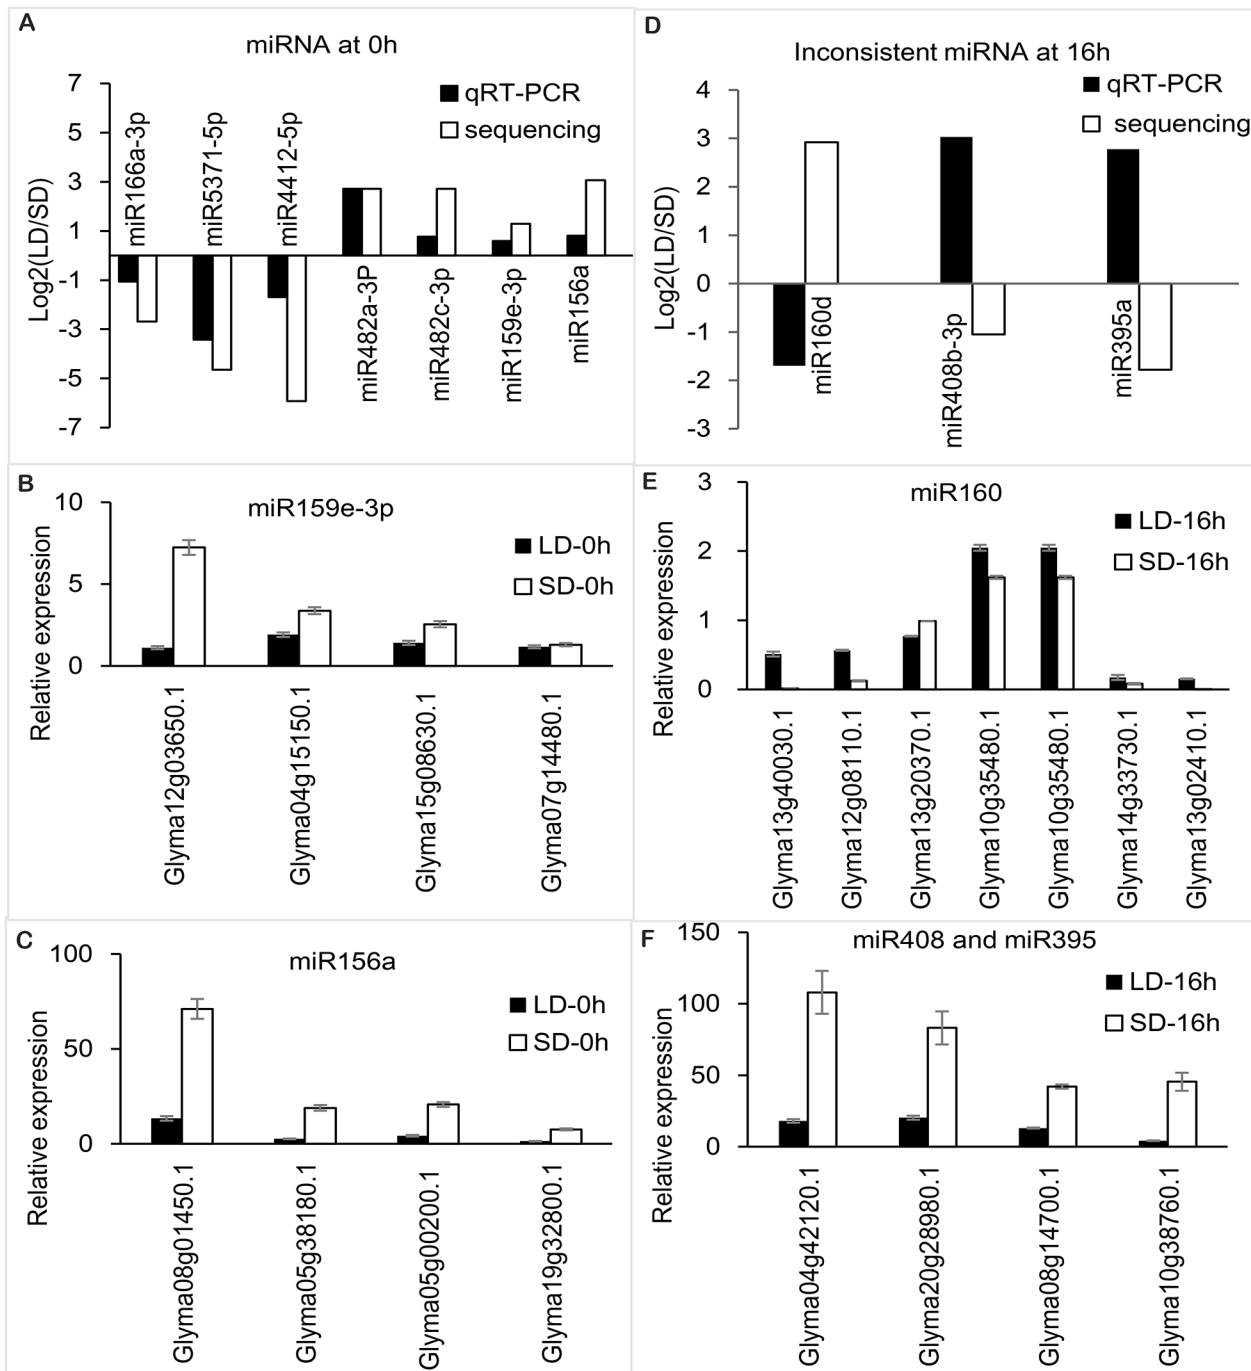 A
miRNA at 0h
7
5
3
1
-1
-3
-5
-7
Log2(LD/SD)
qRT-PCR
sequencing
miR166a-3p
miR5371-5p
miR4412-5p
miR482a-3P
miR482c-3p
miR159e-3p
miR156a
D
Inconsistent miRNA at 16h
4
3
2
1
0
-1
-2
-3
Log2(LD/SD)
qRT-PCR
sequencing
miR160d
miR408b-3p
miR395a
B
miR159e-3p
10
5
0
Relative expression
LD-0h
SD-0h
Glyma12g03650.1
Glyma04g15150.1
Glyma15g08630.1
Glyma07g14480.1
E
miR160
3
2
1
0
Relative expression
LD-16h
SD-16h
Glyma13g40030.1
Glyma12g08110.1
Glyma13g20370.1
Glyma10g35480.1
Glyma10g35480.1
Glyma14g33730.1
Glyma13g02410.1
C
miR156a
100
50
0
Relative expression
LD-0h
SD-0h
Glyma08g01450.1
Glyma05g38180.1
Glyma05g00200.1
Glyma19g32800.1
F
miR408 and miR395
150
100
50
0
Relative expression
LD-16h
SD-16h
Glyma04g42120.1
Glyma20g28980.1
Glyma08g14700.1
Glyma10g38760.1